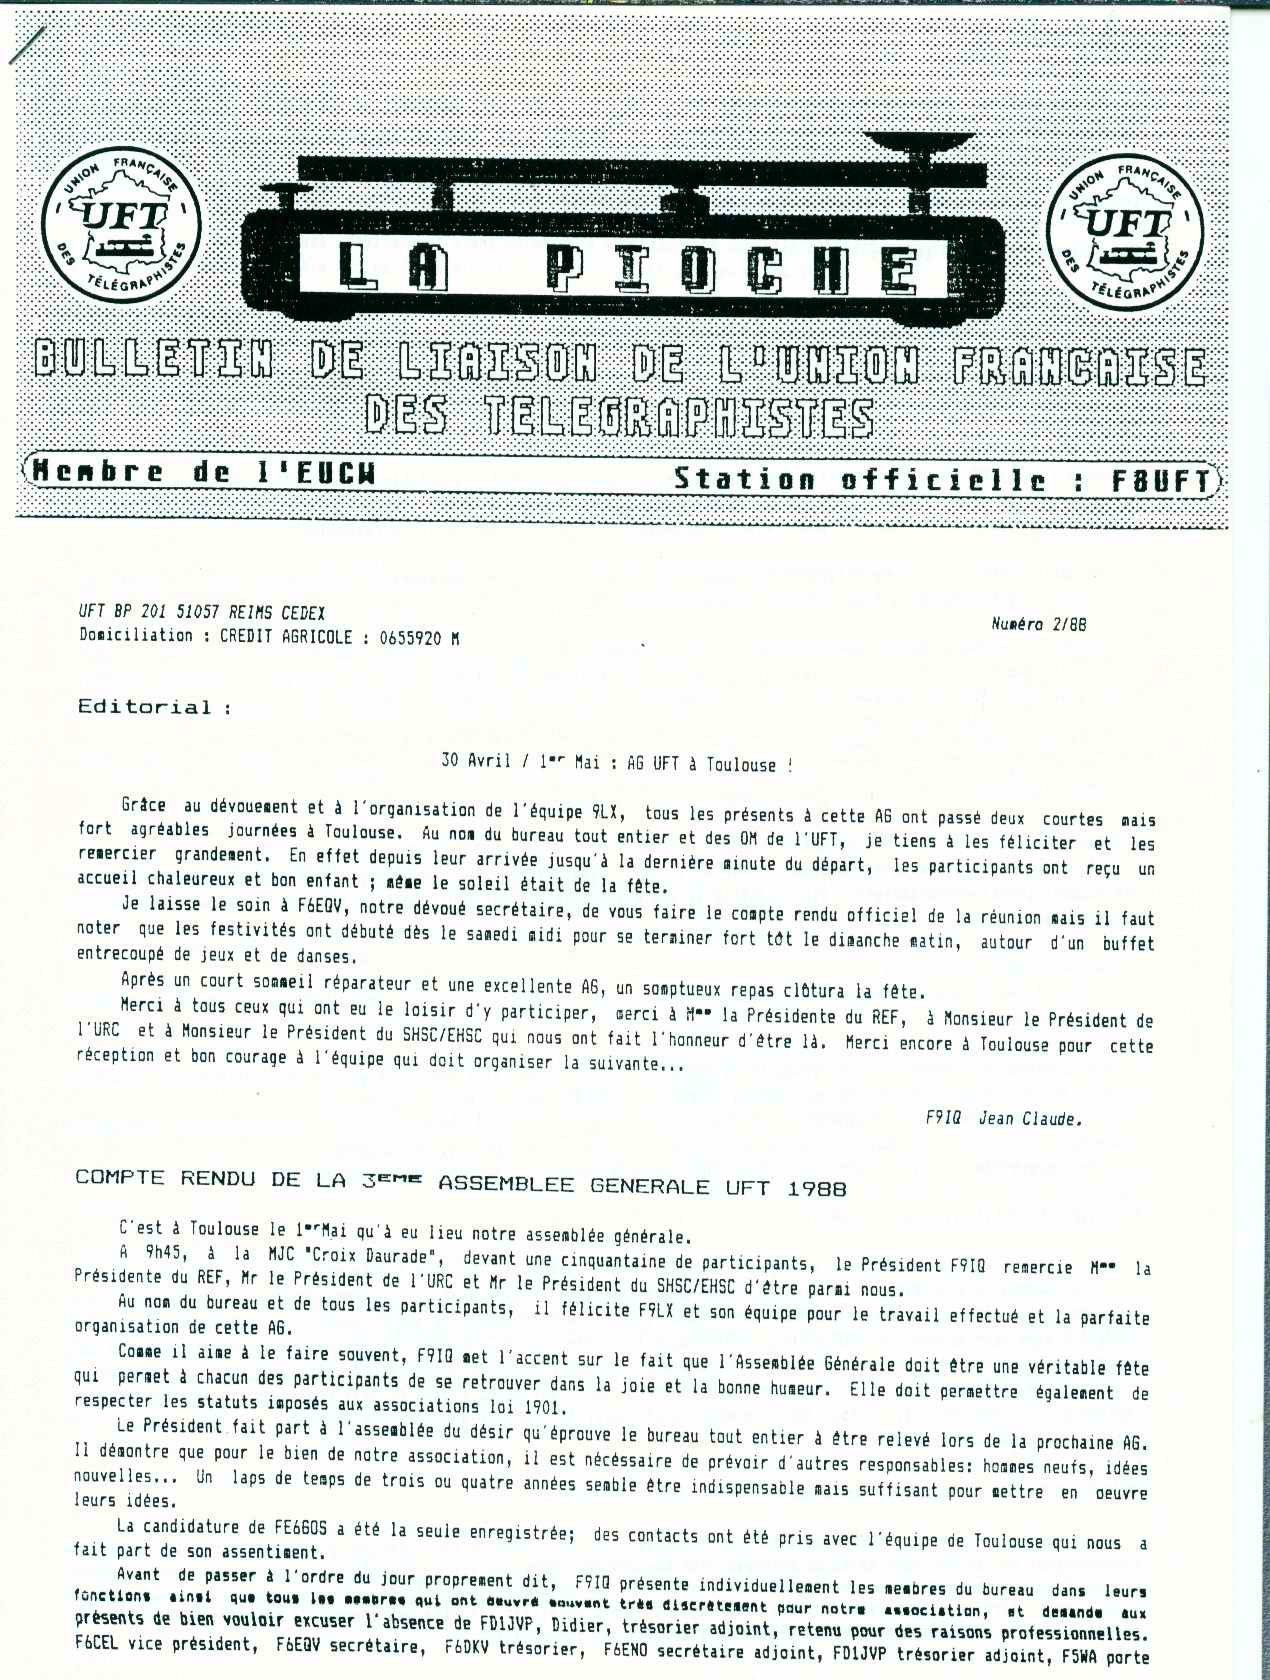 UNION FRANÇAISE
UFT
DES TÉLÉGRAPHISTES
LA PIOCHE
UNION FRANÇAISE
UFT
DES TÉLÉGRAPHISTES
BULLETIN DE LIAISON DE L'UNION FRANCAISE
DES TELEGRAPHISTES
Membre de l'EUCW Station officielle : F8UFT
UFT BP 201 51057 REIMS CEDEX
Numéro 2/88
Domiciliation : CREDIT AGRICOLE : 0655920 M
Editorial :
30 Avril / 1er Mai : AG UFT à Toulouse !
Grâce au dévouement et à l'organisation de l'équipe 9LX, tous les présents à cette AG ont passé deux courtes mais
fort agréables journées à Toulouse. Au nom du bureau tout entier et des OM de l'UFT, je tiens à les féliciter et les
remercier grandement. En effet depuis leur arrivée jusqu'à la dernière minute du départ, les participants ont reçu un
accueil chaleureux et bon enfant ; même le soleil était de la fête.
Je laisse le soin à F6EQV, notre dévoué secrétaire, de vous faire le compte rendu officiel de la réunion mais il faut
noter que les festivités ont débuté dès le samedi midi pour se terminer fort tôt le dimanche matin, autour d'un buffet
entrecoupé de jeux et de danses.
Après un court sommeil réparateur et une excellente AG, un somptueux repas clôtura la fête.
Merci à tous ceux qui ont eu le loisir d'y participer, merci à Mme la Présidente du REF, à Monsieur le Président de
l'URC et à Monsieur le Président du SHSC/EHSC qui nous ont fait l'honneur d'être là. Merci encore à Toulouse pour cette
réception et bon courage à l'équipe qui doit organiser la suivante...
F9IQ Jean Claude.
COMPTE RENDU DE LA 3EME ASSEMBLEE GENERALE UFT 1988
C'est à Toulouse le 1erMai qu'à eu lieu notre assemblée générale.
A 9h45, à la MJC "Croix Daurade", devant une cinquantaine de participants, le Président F9IQ remercie Mme la
Présidente du REF, Mr le Président de l'URC et Mr le Président du SHSC/EHSC d'être parmi nous.
Au nom du bureau et de tous les participants, il félicite F9LX et son équipe pour le travail effectué et la parfaite
organisation de cette AG.
Comme il aime à le faire souvent, F9IQ met l'accent sur le fait que l'Assemblée Générale doit être une véritable fête
qui permet à chacun des participants de se retrouver dans la joie et la bonne humeur. Elle doit permettre également de
respecter les statuts imposés aux associations loi 1901.
Le Président fait part à l'assemblée du désir qu'éprouve le bureau tout entier à être relevé lors de la prochaine AG.
Il démontre que pour le bien de notre association, il est nécéssaire de prévoir d'autres responsables: hommes neufs, idées
nouvelles... Un laps de temps de trois ou quatre années semble être indispensable mais suffisant pour mettre en oeuvre
leurs idées.
La candidature de FE6GOS a été la seule enregistrée; des contacts ont été pris avec l'équipe de Toulouse qui nous a
fait part de son assentiment.
Avant de passer à l'ordre du jour proprement dit, F9IQ présente individuellement les membres du bureau dans leurs
fonctions ainsi que tous les membres qui ont oeuvré souvent très discrètement pour notre association, et demande aux
présents de bien vouloir excuser l'absence de FD1JVP, Didier, trésorier adjoint, retenu pour des raisons professionnelles.
F6CEL vice président, F6EQV secrétaire, F6DKV trésorier, F6ENO secrétaire adjoint, FD1JVP trésorier adjoint, F5WA porte